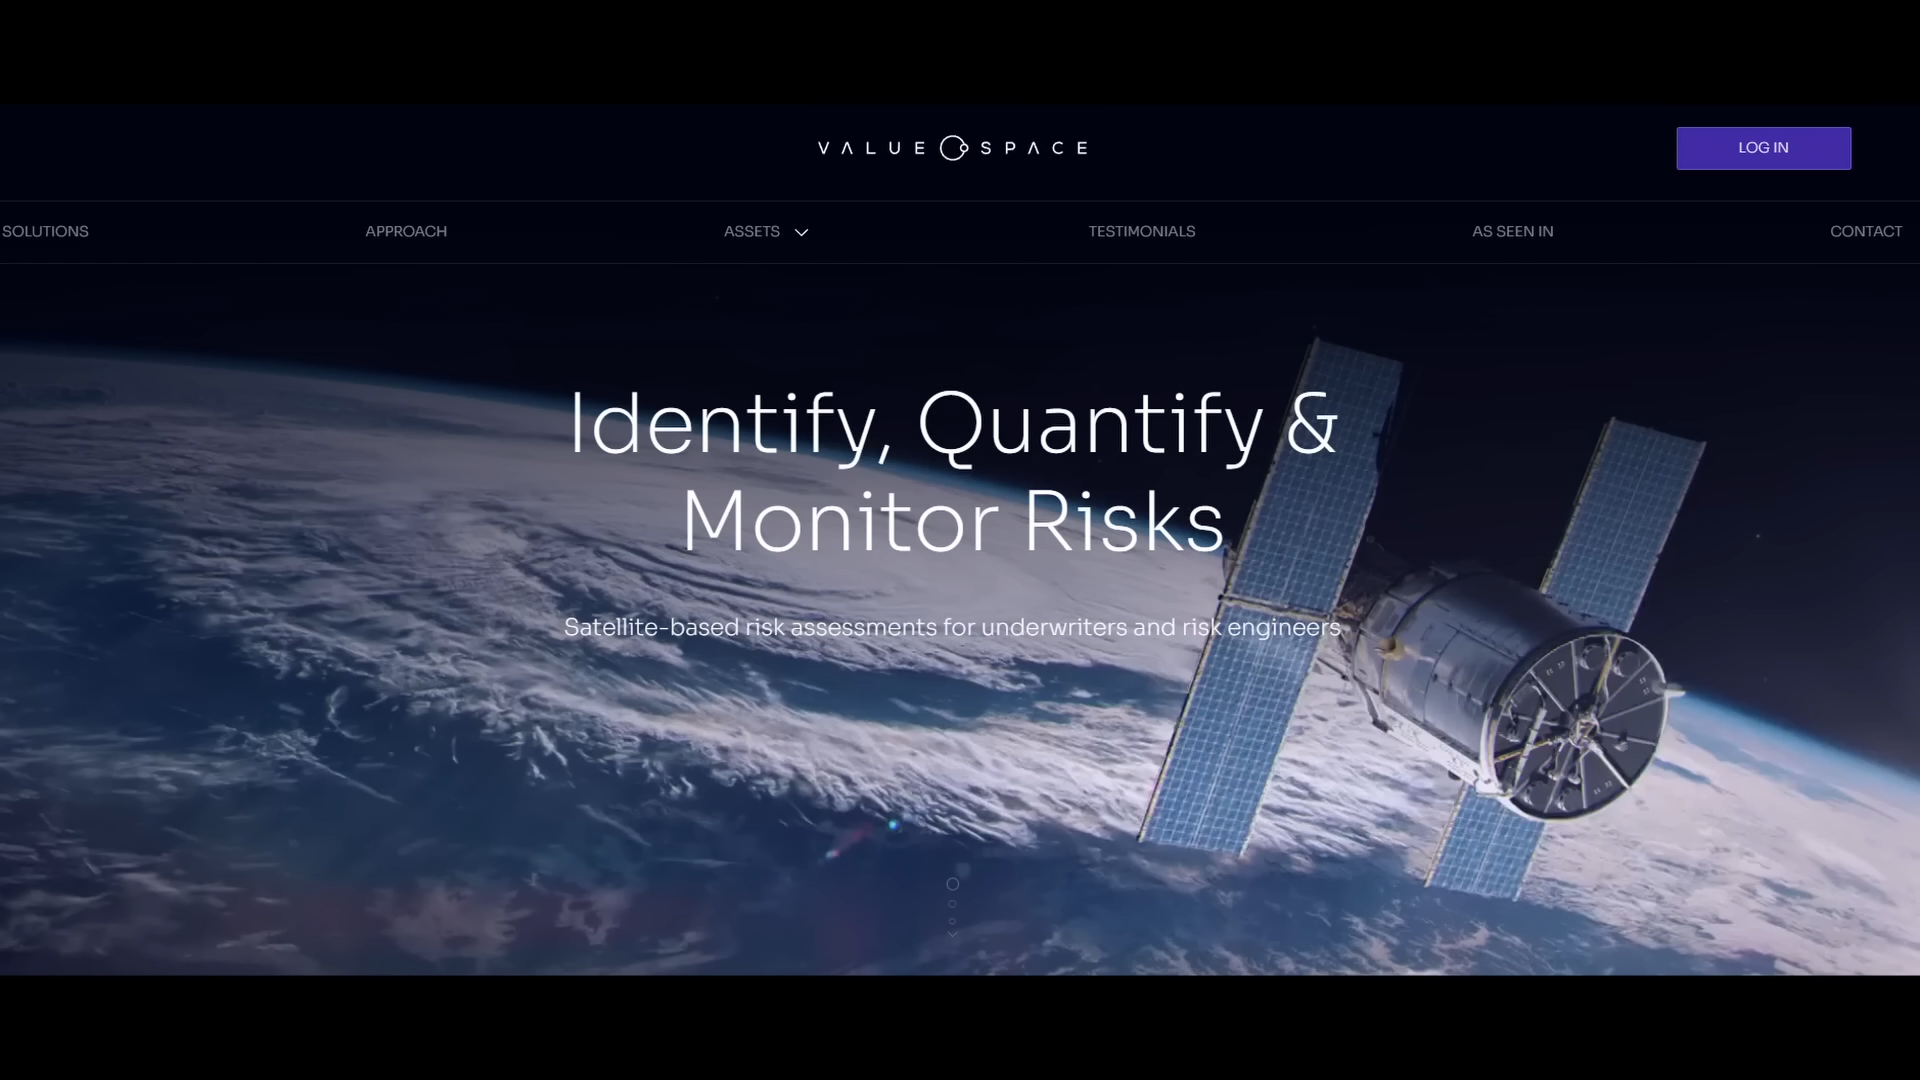 VALUE SPACE
LOG IN
SOLUTIONS
APPROACH
ASSETS
TESTIMONIALS
AS SEEN IN
CONTACT
Identify, Quantify &
Monitor Risks
Satellite-based risk assessments for underwriters and risk engineers